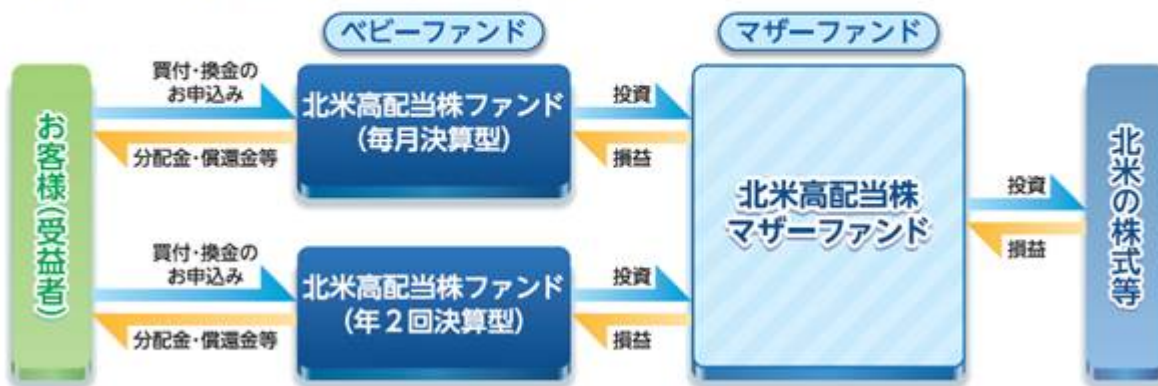 ベビーファンド
マザーファンド
お客様(受益者)
買付・換金の
お申込み
分配金・償還金等
北米高配当株ファンド
(毎月決算型)
投資
損益
買付・換金の
お申込み
分配金・償還金等
北米高配当株ファンド
(年2回決算型)
投資
損益
北米高配当株
マザーファンド
投資
損益
北米の株式等